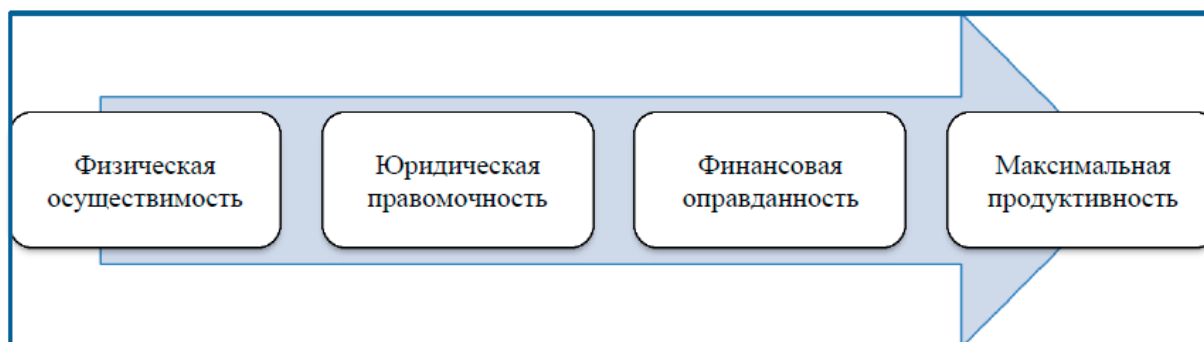 Физическая
осуществимость
Юридическая
правомочность
Финансовая
оправданность
Максимальная
продуктивность